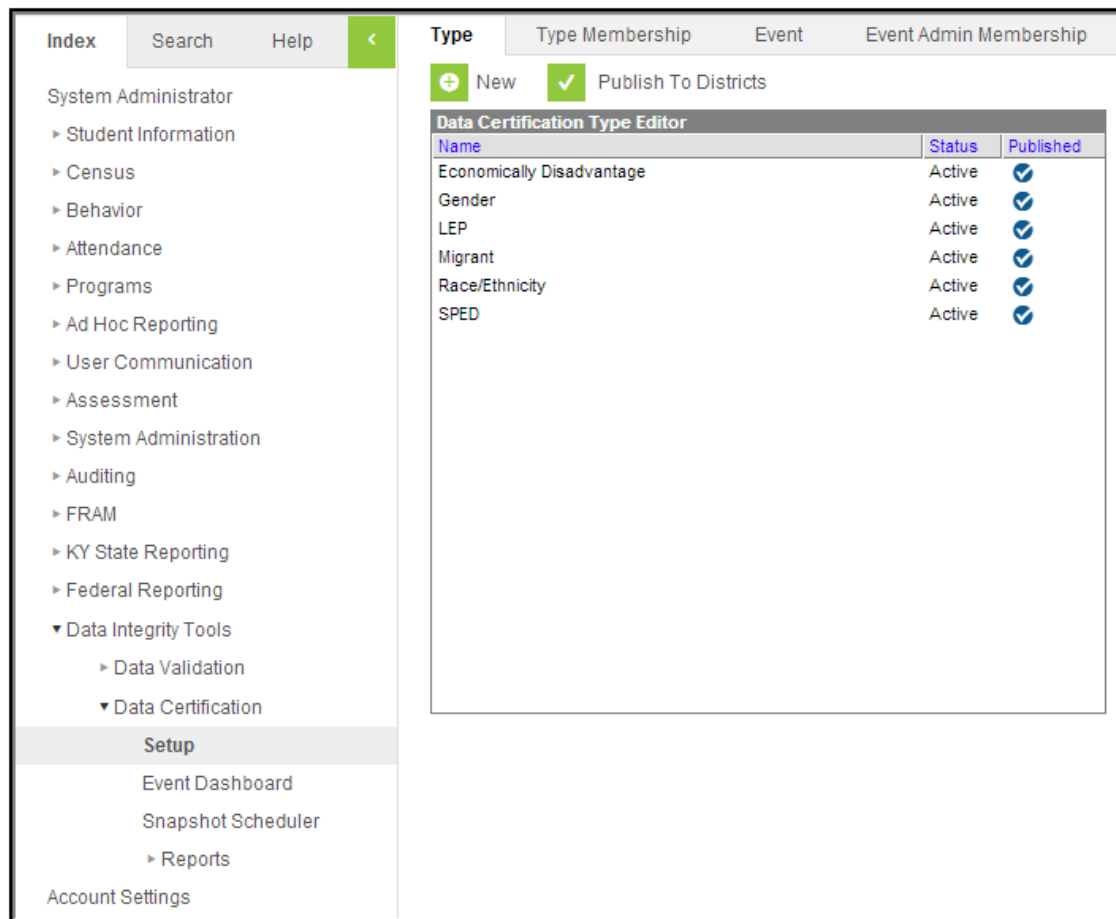 Index Search Help
System Administrator
Student Information
Census
Behavior
Attendance
Programs
Ad Hoc Reporting
User Communication
Assessment
System Administration
Auditing
FRAM
KY State Reporting
Federal Reporting
Data Integrity Tools
Data Validation
Data Certification
Setup
Event Dashboard
Snapshot Scheduler
Reports
Account Settings
Type Type Membership Event Event Admin Membership
New Publish To Districts
Data Certification Type Editor
Name Status Published
Economically Disadvantage Active
Gender Active
LEP Active
Migrant Active
Race/Ethnicity Active
SPED Active